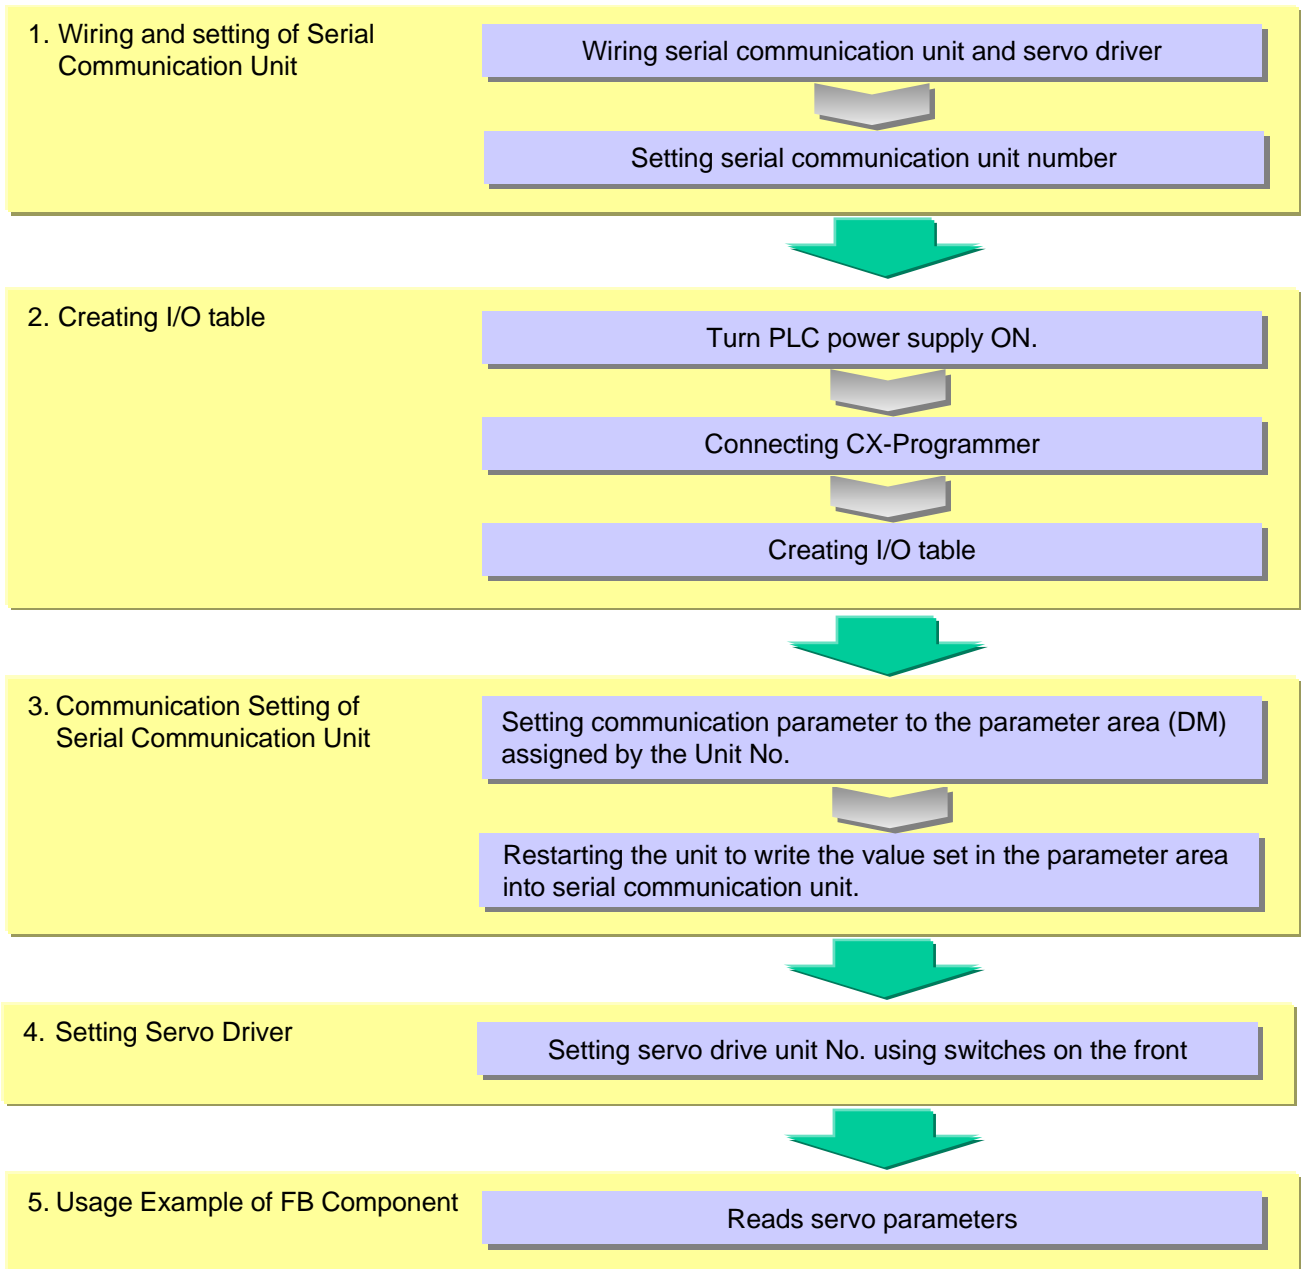 1. Wiring and setting of Serial
Communication Unit
Wiring serial communication unit and servo driver
Setting serial communication unit number
2. Creating I/O table
Turn PLC power supply ON.
Connecting CX-Programmer
Creating I/O table
3. Communication Setting of
Serial Communication Unit
Setting communication parameter to the parameter area (DM)
assigned by the Unit No.
Restarting the unit to write the value set in the parameter area
into serial communication unit.
4. Setting Servo Driver
Setting servo drive unit No. using switches on the front
5. Usage Example of FB Component
Reads servo parameters